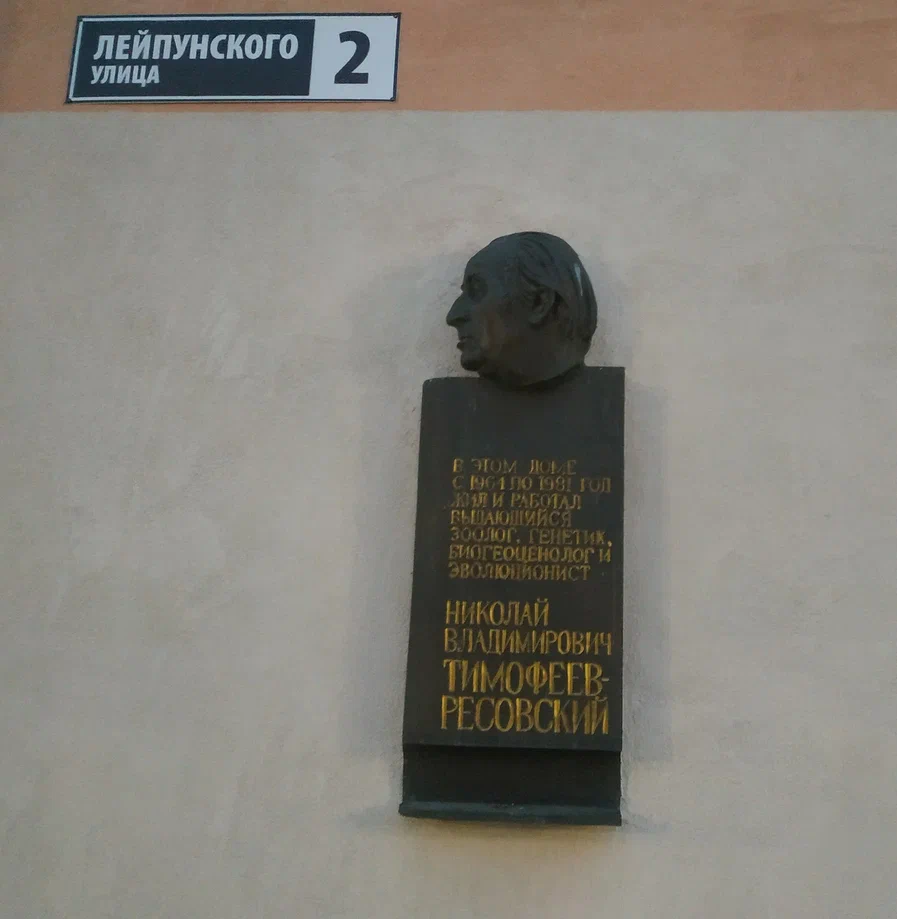 ЛЕЙПУНСКОГО
УЛИЦА
2
В ЭТОМ ДОМЕ
С 1964 ПО 1981 ГОД
ЖИЛ И РАБОТАЛ
ВЫДАЮЩИЙСЯ
ЗООЛОГ, ГЕНЕТИК,
БИОГЕОЦЕНОЛОГ И
ЭВОЛЮЦИОНИСТ
НИКОЛАЙ
ВЛАДИМИРОВИЧ
ТИМОФЕЕВ-
РЕСОВСКИЙ